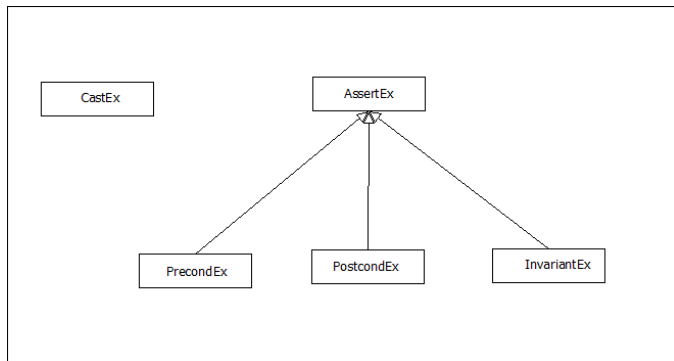 CastEx
AssertEx
PrecondEx
PostcondEx
InvariantEx